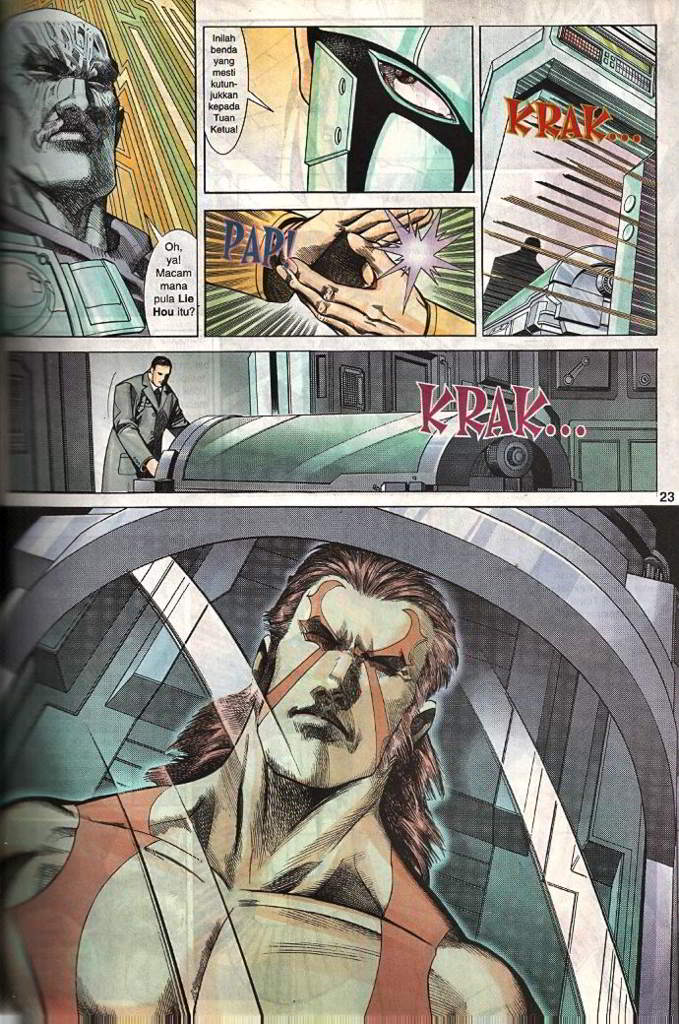 Inilah
benda
yang
mesti
kutun-
jukkan
kepada
Tuan
Ketua!
Oh,
ya!
Macam
mana
pula Lie
Hou itu?
PAP!
KRAK...
KRAK...
23